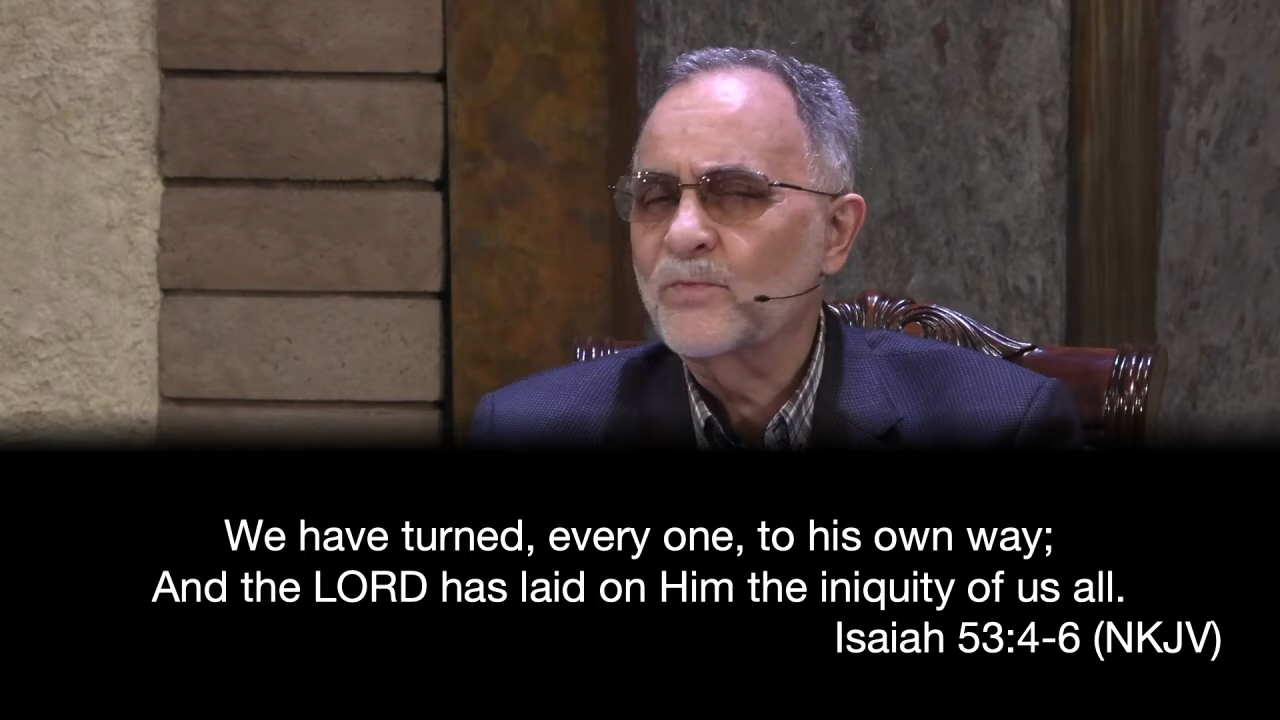 We have turned, every one, to his own way;
And the LORD has laid on Him the iniquity of us all.
Isaiah 53:4-6 (NKJV)